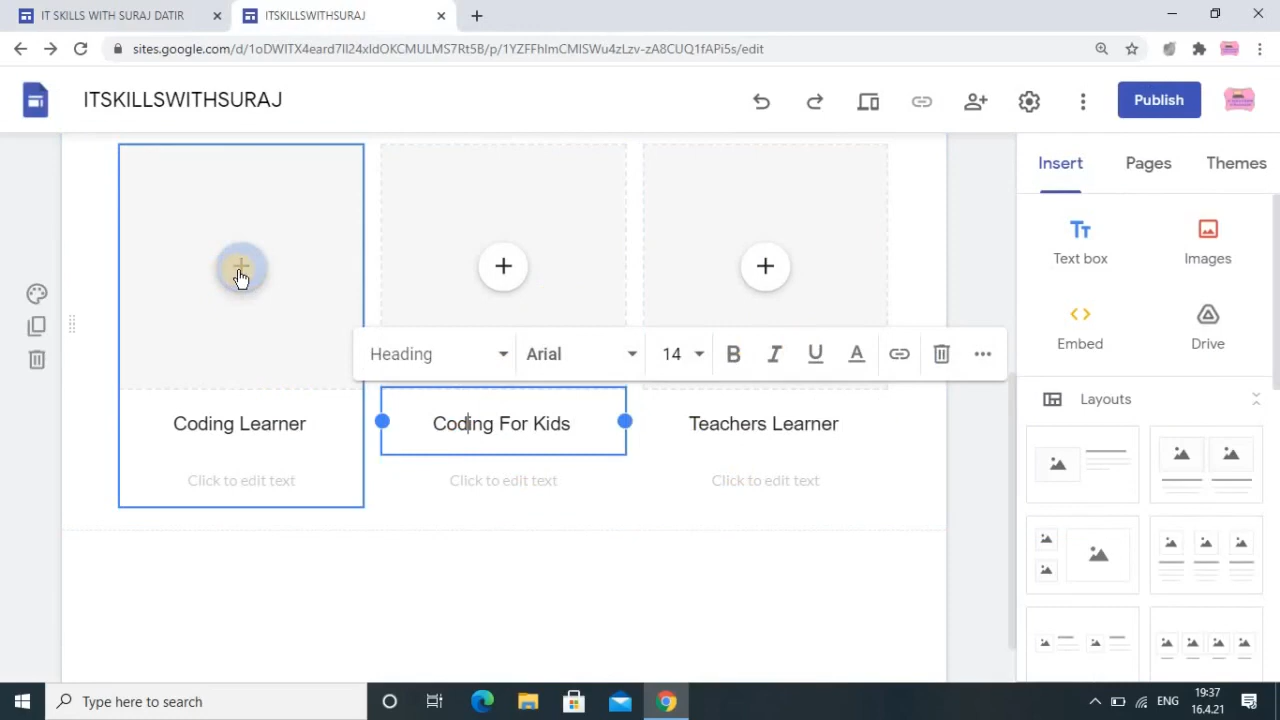 IT SKILLS WITH SURAJ DATIR
ITSKILLSWITHSURAJ
sites.google.com/d/1oDWITX4eard7Il24xIdOKCMULMS7Rt5B/p/1YZFFhImCMISWu4zLzv-zA8CUQ1fAPi5s/edit
ITSKILLSWITHSURAJ
Publish
Insert
Pages
Themes
Text box
Images
Embed
Drive
Layouts
Heading
Arial
14
B
I
U
A
Coding Learner
Coding For Kids
Teachers Learner
Click to edit text
Click to edit text
Click to edit text
Type here to search
ENG
19:37
16.4.21